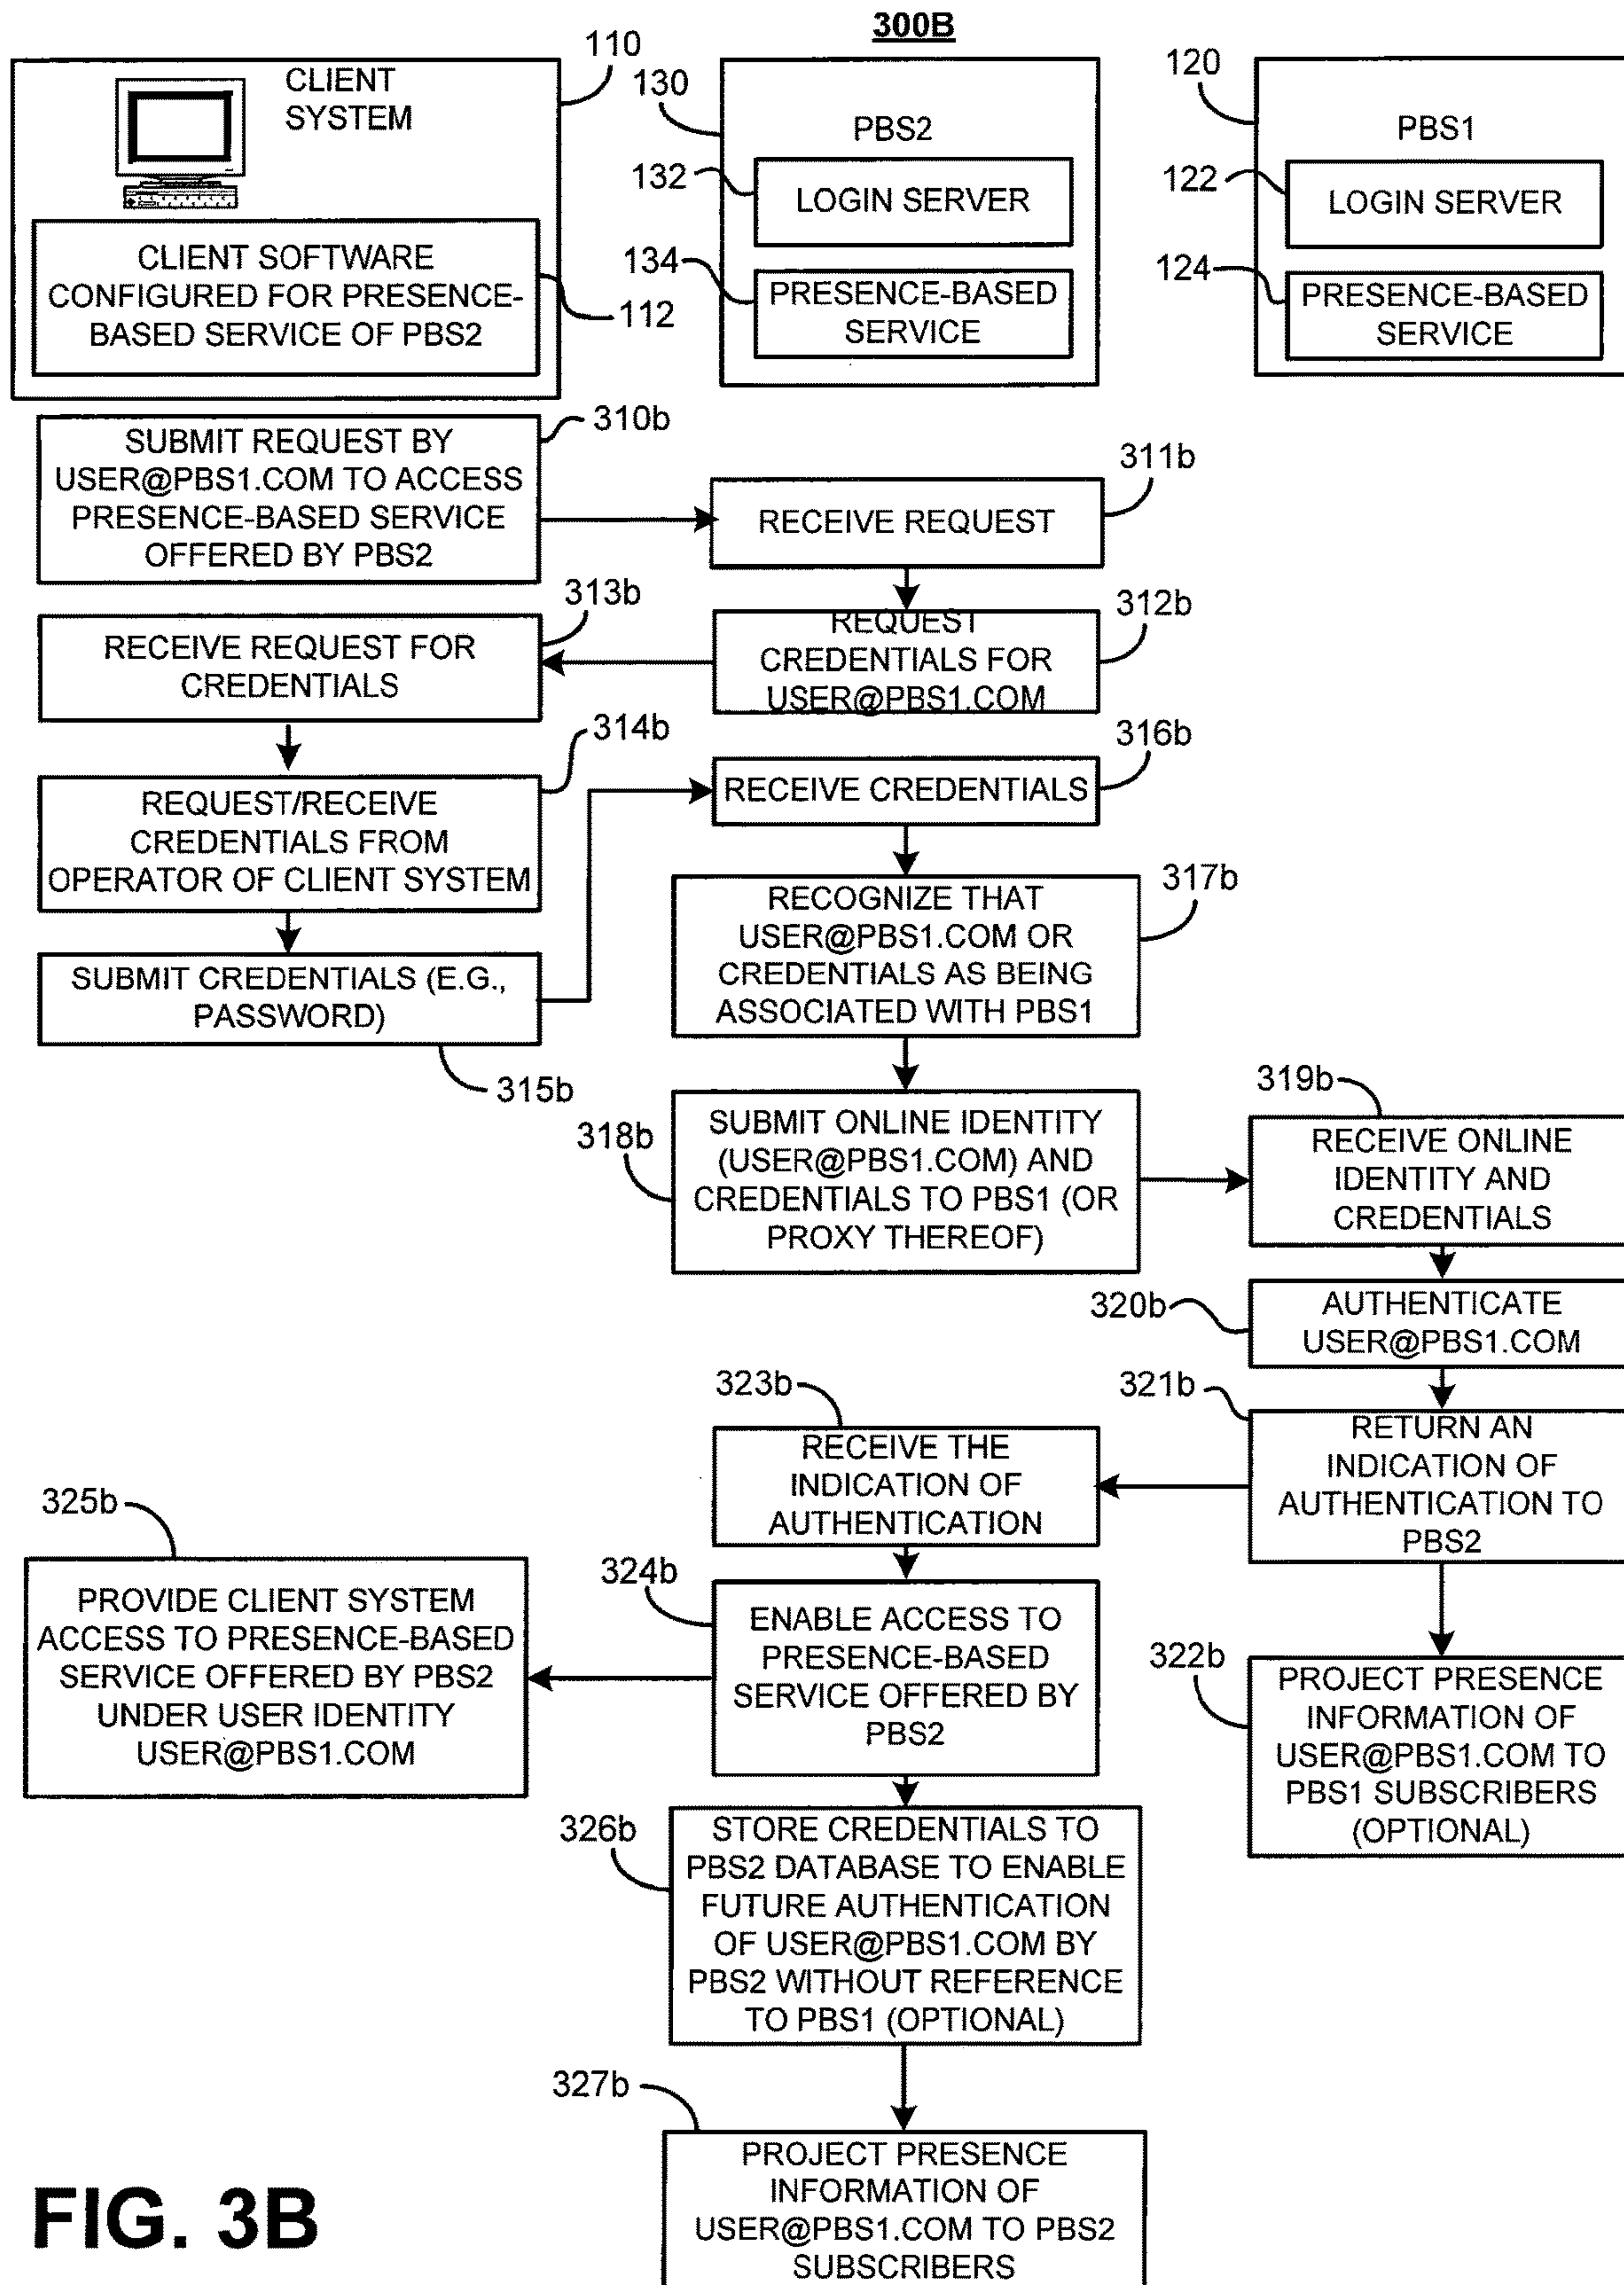 300B
110
CLIENT
SYSTEM
CLIENT SOFTWARE
CONFIGURED FOR PRESENCE-
BASED SERVICE OF PBS2
112
130
PBS2
132
LOGIN SERVER
134
PRESENCE-BASED
SERVICE
120
PBS1
122
LOGIN SERVER
124
PRESENCE-BASED
SERVICE
310b
SUBMIT REQUEST BY
USER@PBS1.COM TO ACCESS
PRESENCE-BASED SERVICE
OFFERED BY PBS2
311b
RECEIVE REQUEST
312b
REQUEST
CREDENTIALS FOR
USER@PBS1.COM
313b
RECEIVE REQUEST FOR
CREDENTIALS
314b
REQUEST/RECEIVE
CREDENTIALS FROM
OPERATOR OF CLIENT SYSTEM
SUBMIT CREDENTIALS (E.G.,
PASSWORD)
315b
316b
RECEIVE CREDENTIALS
317b
RECOGNIZE THAT
USER@PBS1.COM OR
CREDENTIALS AS BEING
ASSOCIATED WITH PBS1
318b
SUBMIT ONLINE IDENTITY
(USER@PBS1.COM) AND
CREDENTIALS TO PBS1 (OR
PROXY THEREOF)
319b
RECEIVE ONLINE
IDENTITY AND
CREDENTIALS
320b
AUTHENTICATE
USER@PBS1.COM
321b
RETURN AN
INDICATION OF
AUTHENTICATION TO
PBS2
322b
PROJECT PRESENCE
INFORMATION OF
USER@PBS1.COM TO
PBS1 SUBSCRIBERS
(OPTIONAL)
323b
RECEIVE THE
INDICATION OF
AUTHENTICATION
324b
ENABLE ACCESS TO
PRESENCE-BASED
SERVICE OFFERED BY
PBS2
325b
PROVIDE CLIENT SYSTEM
ACCESS TO PRESENCE-BASED
SERVICE OFFERED BY PBS2
UNDER USER IDENTITY
USER@PBS1.COM
326b
STORE CREDENTIALS TO
PBS2 DATABASE TO ENABLE
FUTURE AUTHENTICATION
OF USER@PBS1.COM BY
PBS2 WITHOUT REFERENCE
TO PBS1 (OPTIONAL)
327b
PROJECT PRESENCE
INFORMATION OF
USER@PBS1.COM TO PBS2
SUBSCRIBERS
FIG. 3B